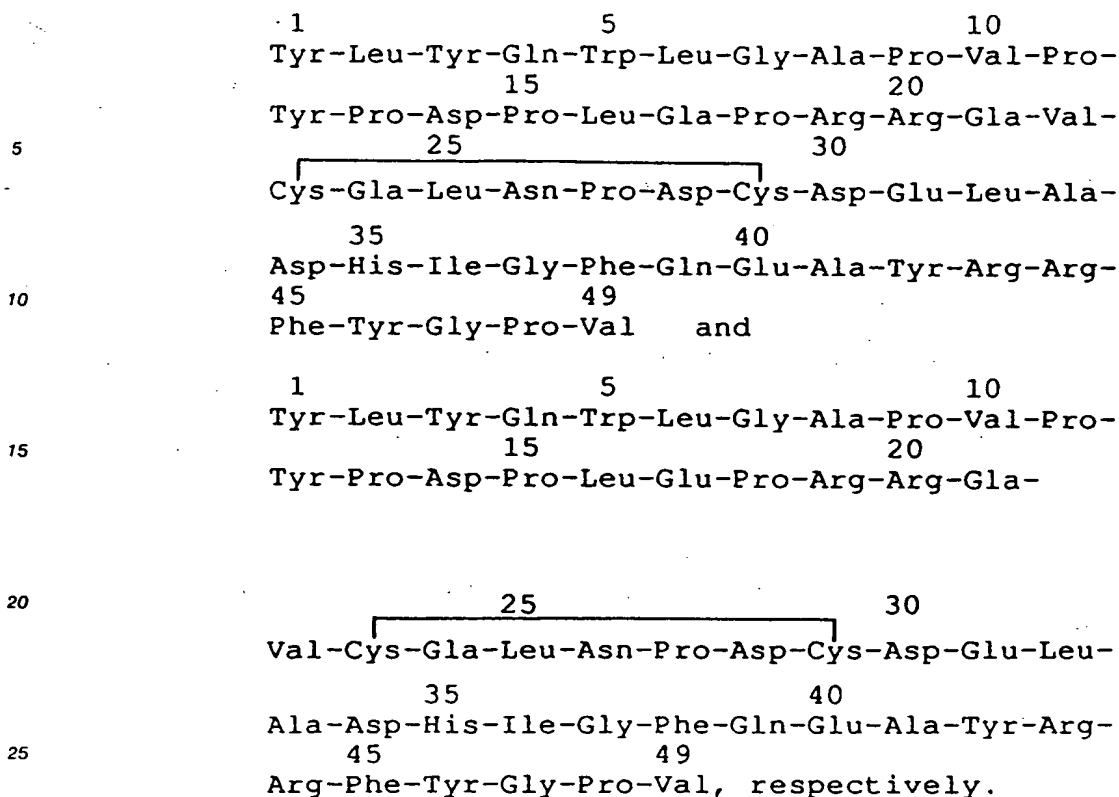 1 5 10
Tyr-Leu-Tyr-Gln-Trp-Leu-Gly-Ala-Pro-Val-Pro-
15 20
Tyr-Pro-Asp-Pro-Leu-Gla-Pro-Arg-Arg-Gla-Val-
5 25 30
Cys-Gla-Leu-Asn-Pro-Asp-Cys-Asp-Glu-Leu-Ala-
35 40
Asp-His-Ile-Gly-Phe-Gln-Glu-Ala-Tyr-Arg-Arg-
10 45 49
Phe-Tyr-Gly-Pro-Val and
1 5 10
Tyr-Leu-Tyr-Gln-Trp-Leu-Gly-Ala-Pro-Val-Pro-
15 15 20
Tyr-Pro-Asp-Pro-Leu-Glu-Pro-Arg-Arg-Gla-
20 25 30
Val-Cys-Gla-Leu-Asn-Pro-Asp-Cys-Asp-Glu-Leu-
35 40
Ala-Asp-His-Ile-Gly-Phe-Gln-Glu-Ala-Tyr-Arg-
25 45 49
Arg-Phe-Tyr-Gly-Pro-Val, respectively.